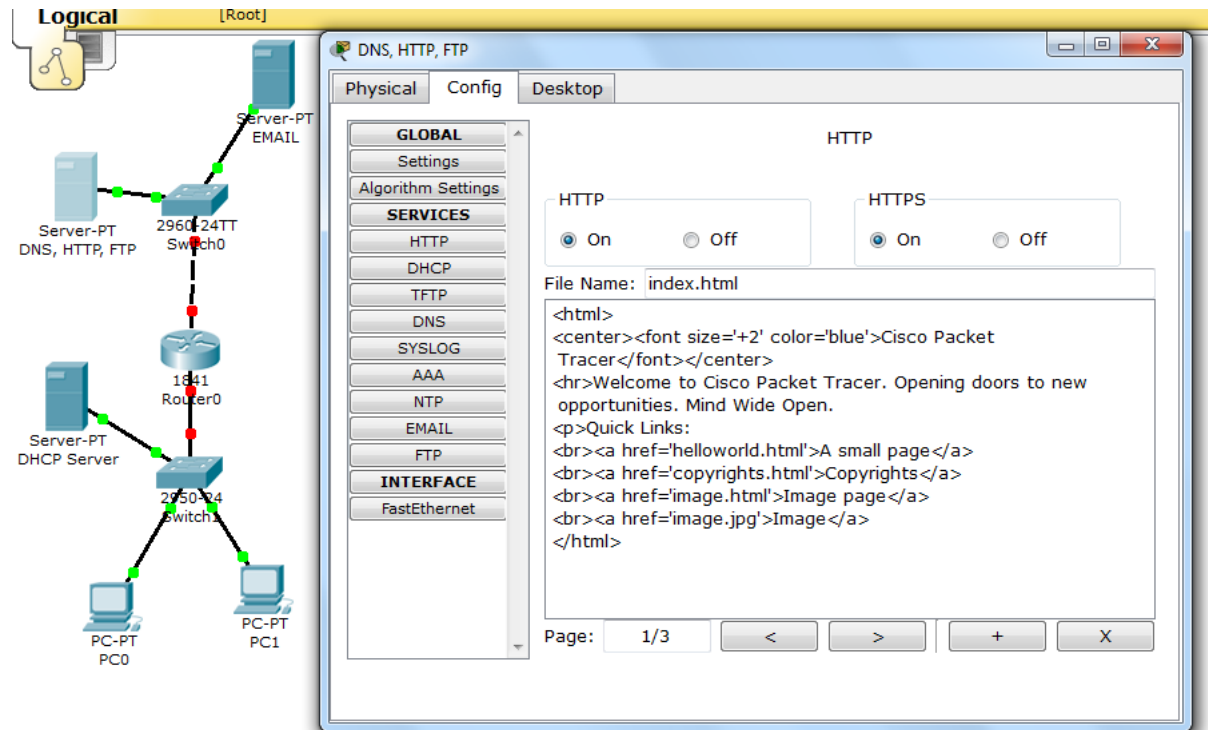 Logical [Root]
Server-PT
EMAIL
Server-PT
DNS, HTTP, FTP
2960-24TT
Switch0
1841
Router0
Server-PT
DHCP Server
2950-24
Switch1
PC-PT
PC0
PC-PT
PC1
DNS, HTTP, FTP
Physical Config Desktop
GLOBAL
Settings
Algorithm Settings
SERVICES
HTTP
DHCP
TFTP
DNS
SYSLOG
AAA
NTP
EMAIL
FTP
INTERFACE
FastEthernet
HTTP
HTTP HTTPS
On Off On Off
File Name: index.html
<html>
<center><font size='+2' color='blue'>Cisco Packet
Tracer</font></center>
<hr>Welcome to Cisco Packet Tracer. Opening doors to new
opportunities. Mind Wide Open.
<p>Quick Links:
<br><a href='helloworld.html'>A small page</a>
<br><a href='copyrights.html'>Copyrights</a>
<br><a href='image.html'>Image page</a>
<br><a href='image.jpg'>Image</a>
</html>
Page: 1/3 < > + X